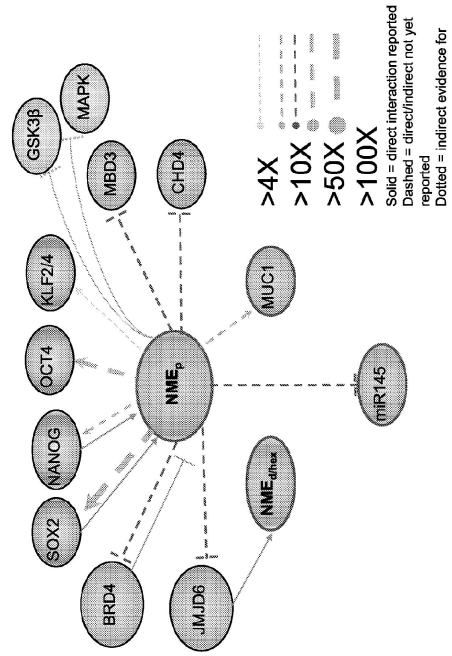 GSK3β
MAPK
MBD3
CHD4
KLF2/4
OCT4
NANOG
SOX2
BRD4
JMJD6
NMEp
NMEd/hex
MUC1
miR145
>4X
>10X
>50X
>100X
Solid = direct interaction reported
Dashed = direct/indirect not yet
reported
Dotted = indirect evidence for